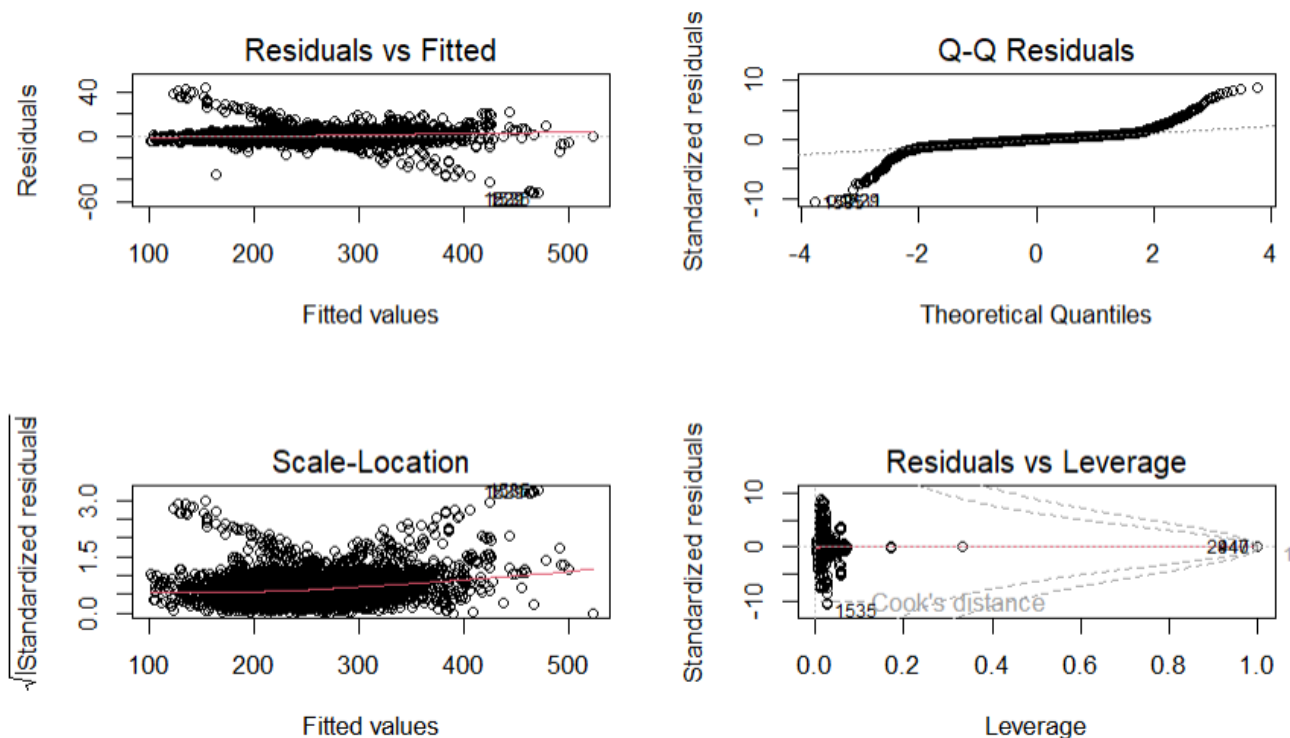 Residuals vs Fitted
Residuals
40
0
-60
100 200 300 400 500
Fitted values
Q-Q Residuals
Standardized residuals
10
0
-10
-4 -2 0 2 4
Theoretical Quantiles
Scale-Location
√|Standardized residuals|
3.0
1.5
0.0
100 200 300 400 500
Fitted values
Residuals vs Leverage
Standardized residuals
10
0
-10
1535
Cook's distance
1
0.0 0.2 0.4 0.6 0.8 1.0
Leverage